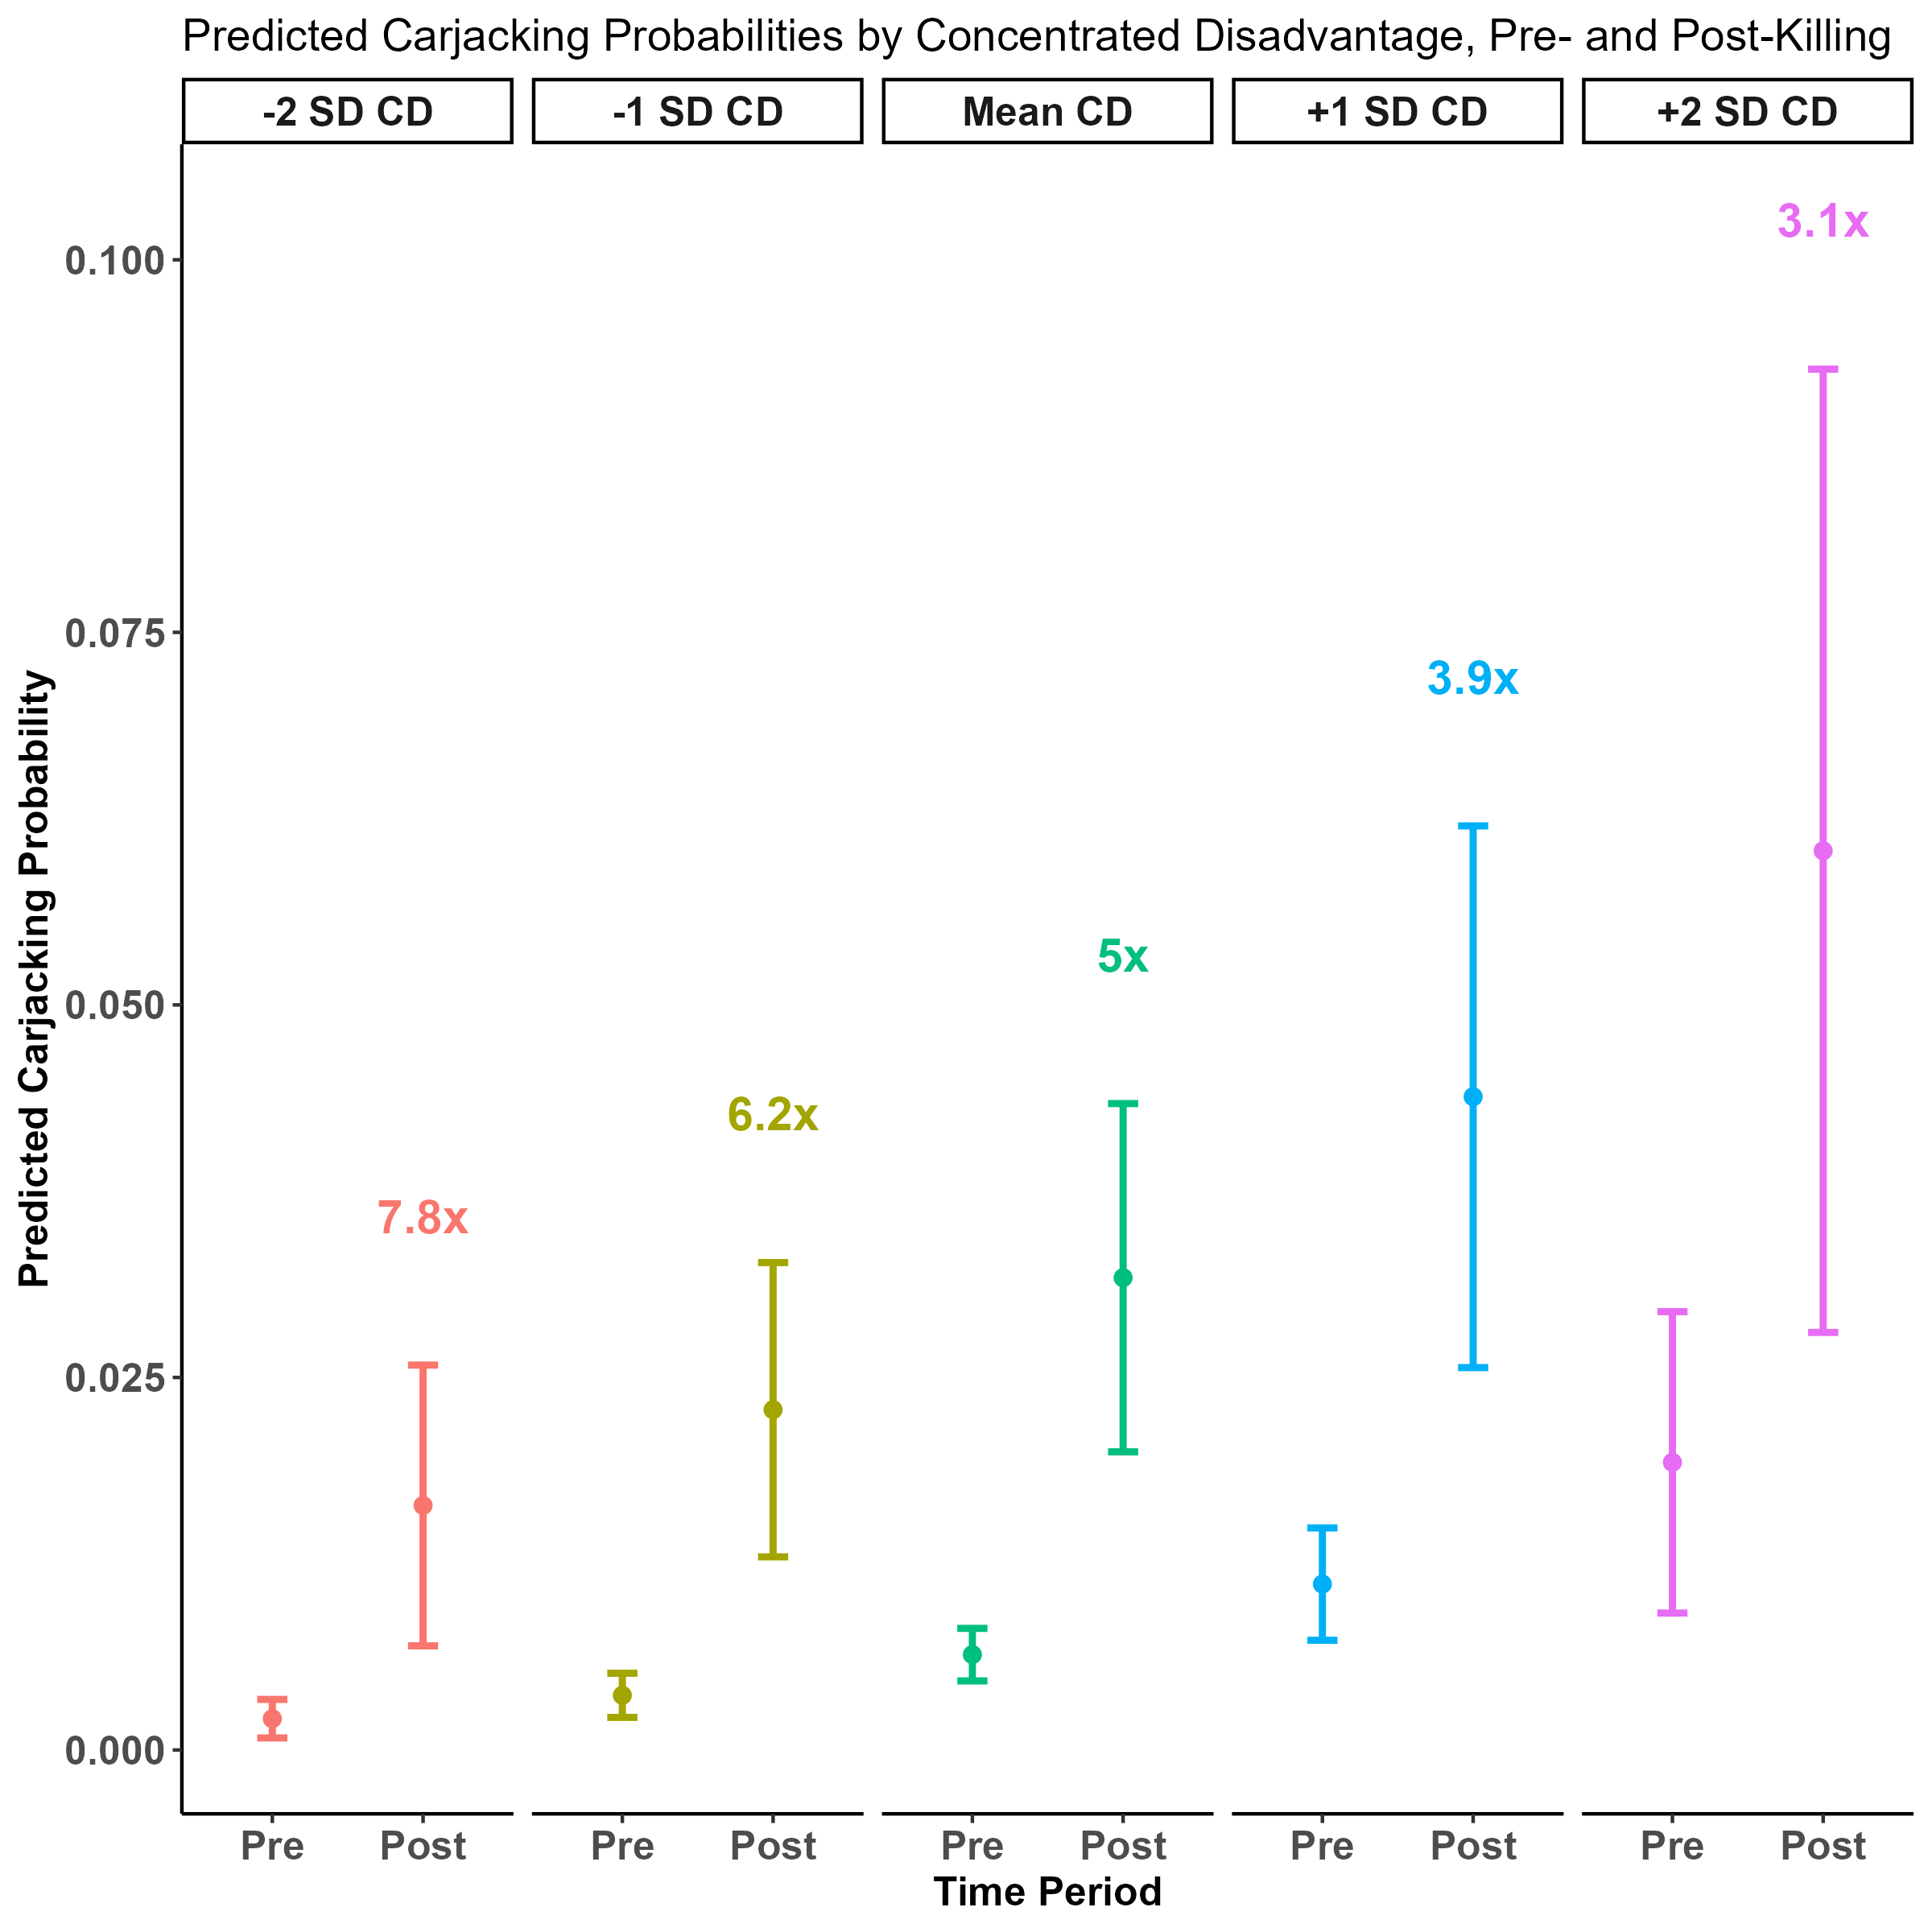 Predicted Carjacking Probabilities by Concentrated Disadvantage, Pre- and Post-Killing
-2 SD CD
-1 SD CD
Mean CD
+1 SD CD
+2 SD CD
Predicted Carjacking Probability
0.100
0.075
0.050
0.025
0.000
7.8x
6.2x
5x
3.9x
3.1x
Pre Post
Pre Post
Pre Post
Pre Post
Pre Post
Time Period